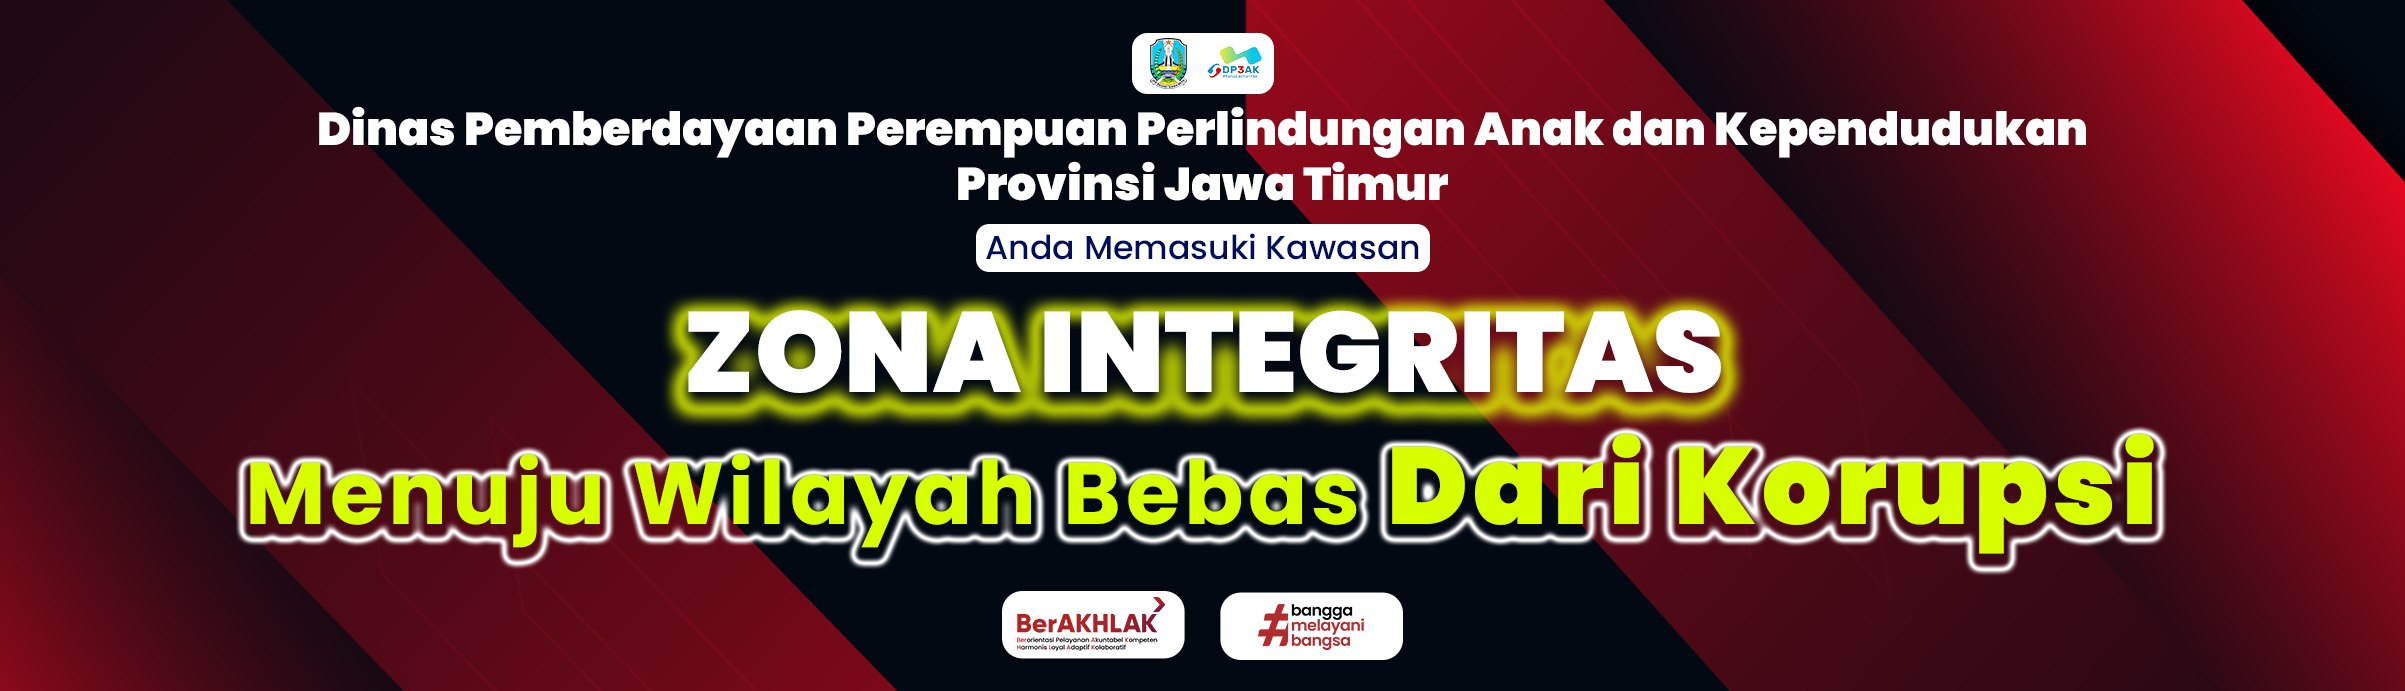 DP3AK
Dinas Pemberdayaan Perempuan Perlindungan Anak dan Kependudukan
Provinsi Jawa Timur
Anda Memasuki Kawasan
ZONA INTEGRITAS
Menuju Wilayah Bebas Dari Korupsi
BerAKHLAK
Berorientasi Pelayanan Akuntabel Kompeten
Harmonis Loyal Adaptif Kolaboratif
#bangga
melayani
bangsa